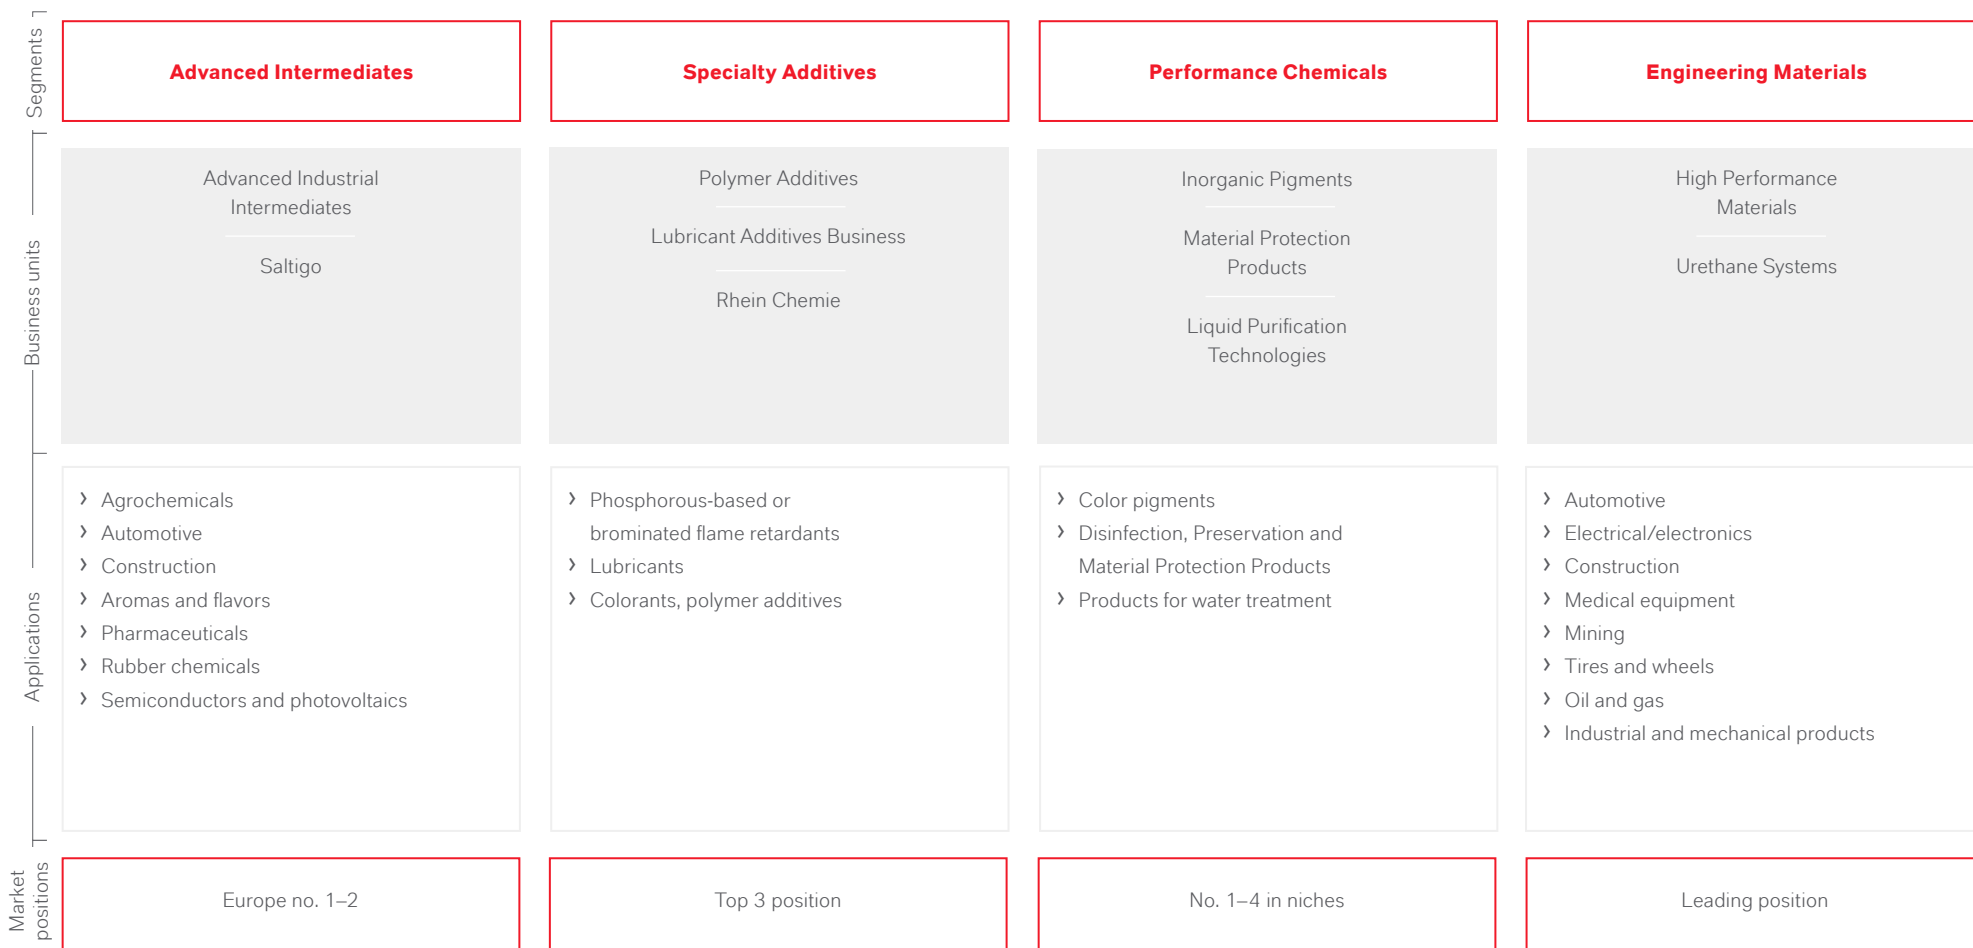 Segments
Advanced Intermediates
Specialty Additives
Performance Chemicals
Engineering Materials
Business units
Advanced Industrial
Intermediates
Saltigo
Polymer Additives
Lubricant Additives Business
Rhein Chemie
Inorganic Pigments
Material Protection
Products
Liquid Purification
Technologies
High Performance
Materials
Urethane Systems
Applications
› Agrochemicals
› Automotive
› Construction
› Aromas and flavors
› Pharmaceuticals
› Rubber chemicals
› Semiconductors and photovoltaics
› Phosphorous-based or
brominated flame retardants
› Lubricants
› Colorants, polymer additives
› Color pigments
› Disinfection, Preservation and
Material Protection Products
› Products for water treatment
› Automotive
› Electrical/electronics
› Construction
› Medical equipment
› Mining
› Tires and wheels
› Oil and gas
› Industrial and mechanical products
Market
positions
Europe no. 1–2
Top 3 position
No. 1–4 in niches
Leading position